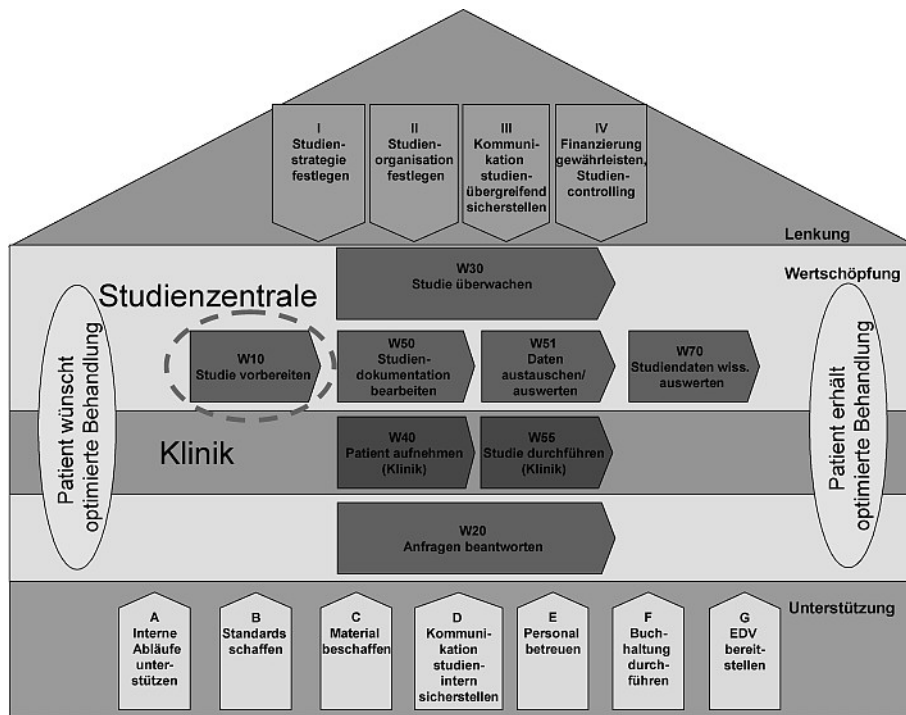 I
Studien-
strategie
festlegen
II
Studien-
organisation
festlegen
III
Kommuni-
kation
studien-
übergreifend
sicherstellen
IV
Finanzierung
gewährleisten,
Studien-
controlling
Lenkung
Wertschöpfung
Studienzentrale
W30
Studie überwachen
W10
Studie vorbereiten
W50
Studien-
dokumentation
bearbeiten
W51
Daten
austauschen/
auswerten
W70
Studiendaten wiss.
auswerten
Patient wünscht
optimierte Behandlung
Patient erhält
optimierte Behandlung
Klinik
W40
Patient aufnehmen
(Klinik)
W55
Studie durchführen
(Klinik)
W20
Anfragen beantworten
Unterstützung
A
Interne
Abläufe
unter-
stützen
B
Standards
schaffen
C
Material
beschaffen
D
Kommuni-
kation
studien-
intern
sicherstellen
E
Personal
betreuen
F
Buch-
haltung
durch-
führen
G
EDV
bereit-
stellen